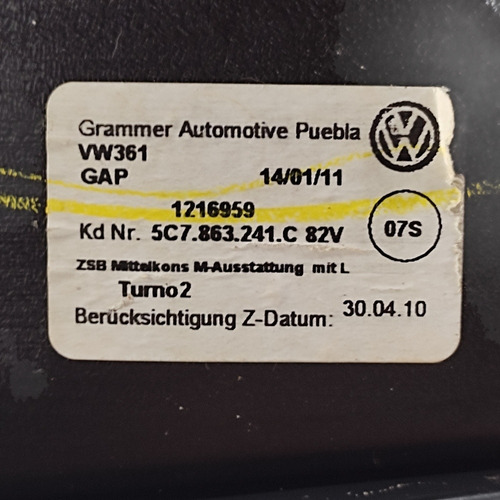 Grammer Automotive Puebla
VW361
GAP 14/01/11
1216959
Kd Nr. 5C7.863.241.C 82V
07S
ZSB Mittelkons M-Ausstattung mit L
Turno2
Berücksichtigung Z-Datum: 30.04.10